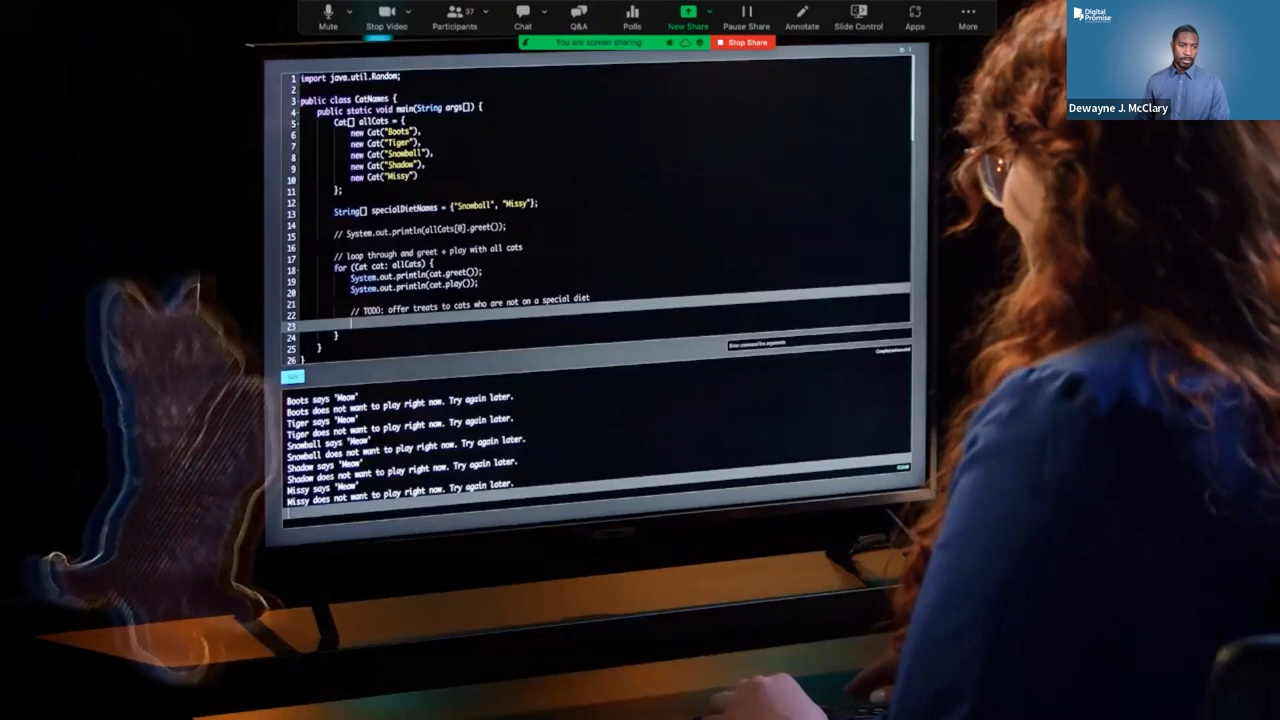 Mute
Stop Video
Participants
37
Chat
Q&A
Polls
New Share
Pause Share
Annotate
Slide Control
Apps
More
You are screen sharing
Stop Share
Digital
Promise
Dewayne J. McClary
1 import java.util.Random;
2
3 public class CatNames {
4 public static void main(String args[]) {
5 Cat[] allCats = {
6 new Cat("Boots"),
7 new Cat("Tiger"),
8 new Cat("Snowball"),
9 new Cat("Shadow"),
10 new Cat("Missy")
11 };
12
13 String[] specialDietNames = {"Snowball", "Missy"};
14
15 // System.out.println(allCats[0].greet());
16
17 // loop through and greet + play with all cats
18 for (Cat cat: allCats) {
19 System.out.println(cat.greet());
20 System.out.println(cat.play());
21
22 // TODO: offer treats to cats who are not on a special diet
23
24 }
25 }
26 }
Enter command line arguments
Boots says 'Meow'
Boots does not want to play right now. Try again later.
Tiger says 'Meow'
Tiger does not want to play right now. Try again later.
Snowball says 'Meow'
Snowball does not want to play right now. Try again later.
Shadow says 'Meow'
Shadow does not want to play right now. Try again later.
Missy says 'Meow'
Missy does not want to play right now. Try again later.
CLEAR